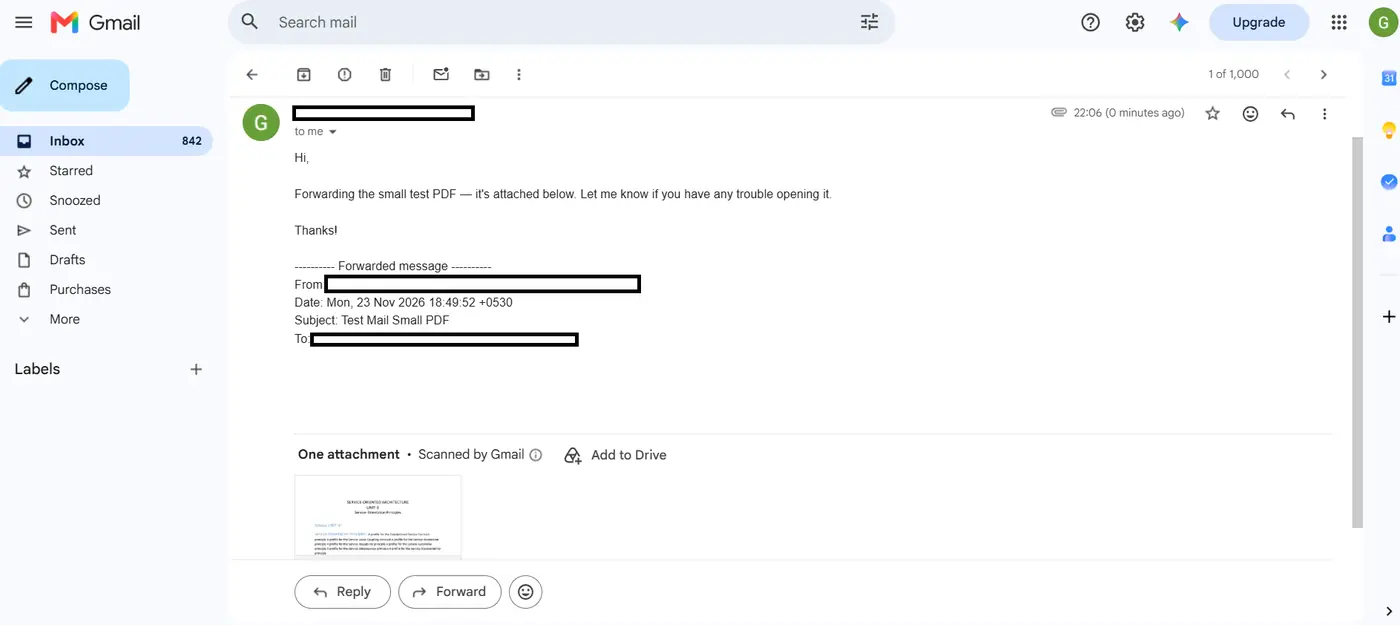 Gmail
Search mail
Upgrade
G
Compose
1 of 1,000
31
G
22:06 (0 minutes ago)
to me
Inbox 842
Starred
Snoozed
Sent
Drafts
Purchases
More
Labels
Hi,
Forwarding the small test PDF — it's attached below. Let me know if you have any trouble opening it.
Thanks!
---------- Forwarded message ----------
From
Date: Mon, 23 Nov 2026 18:49:52 +0530
Subject: Test Mail Small PDF
To:
One attachment • Scanned by Gmail
Add to Drive
SERVICE ORIENTED ARCHITECTURE
UNIT-II
Reply
Forward